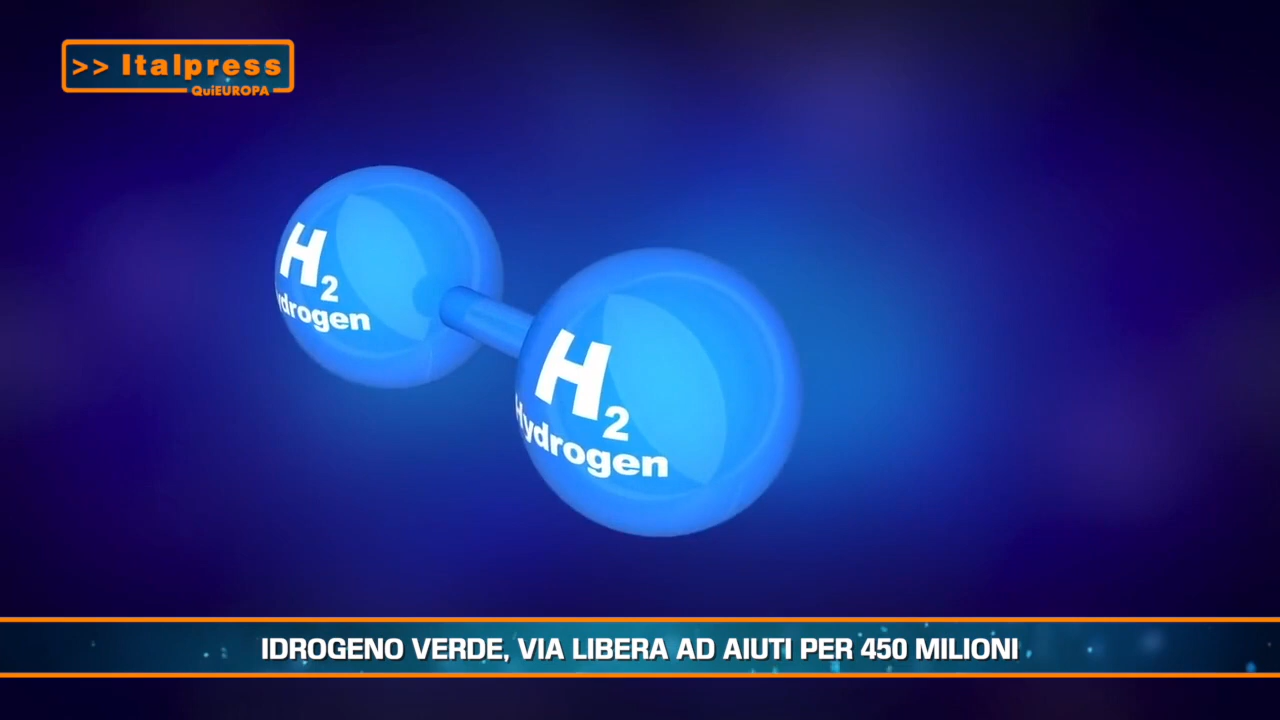 >> Italpress
QuiEUROPA
H2
drogen
H2
Hydrogen
IDROGENO VERDE, VIA LIBERA AD AIUTI PER 450 MILIONI